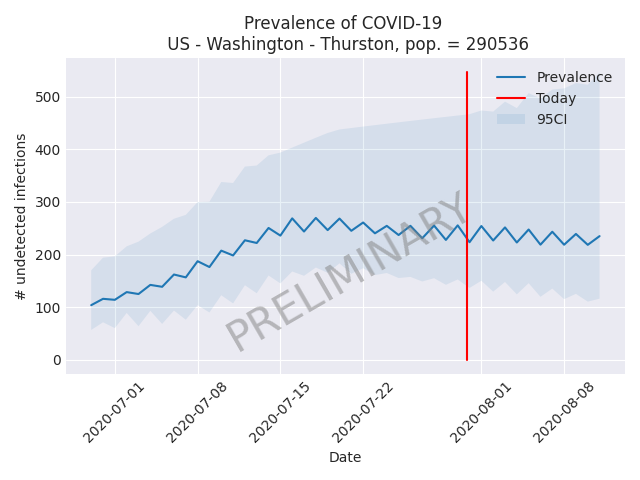 Prevalence of COVID-19
US - Washington - Thurston, pop. = 290536
Prevalence
Today
95CI
500
400
300
200
100
0
# undetected infections
PRELIMINARY
2020-07-01
2020-07-08
2020-07-15
2020-07-22
2020-08-01
2020-08-08
Date